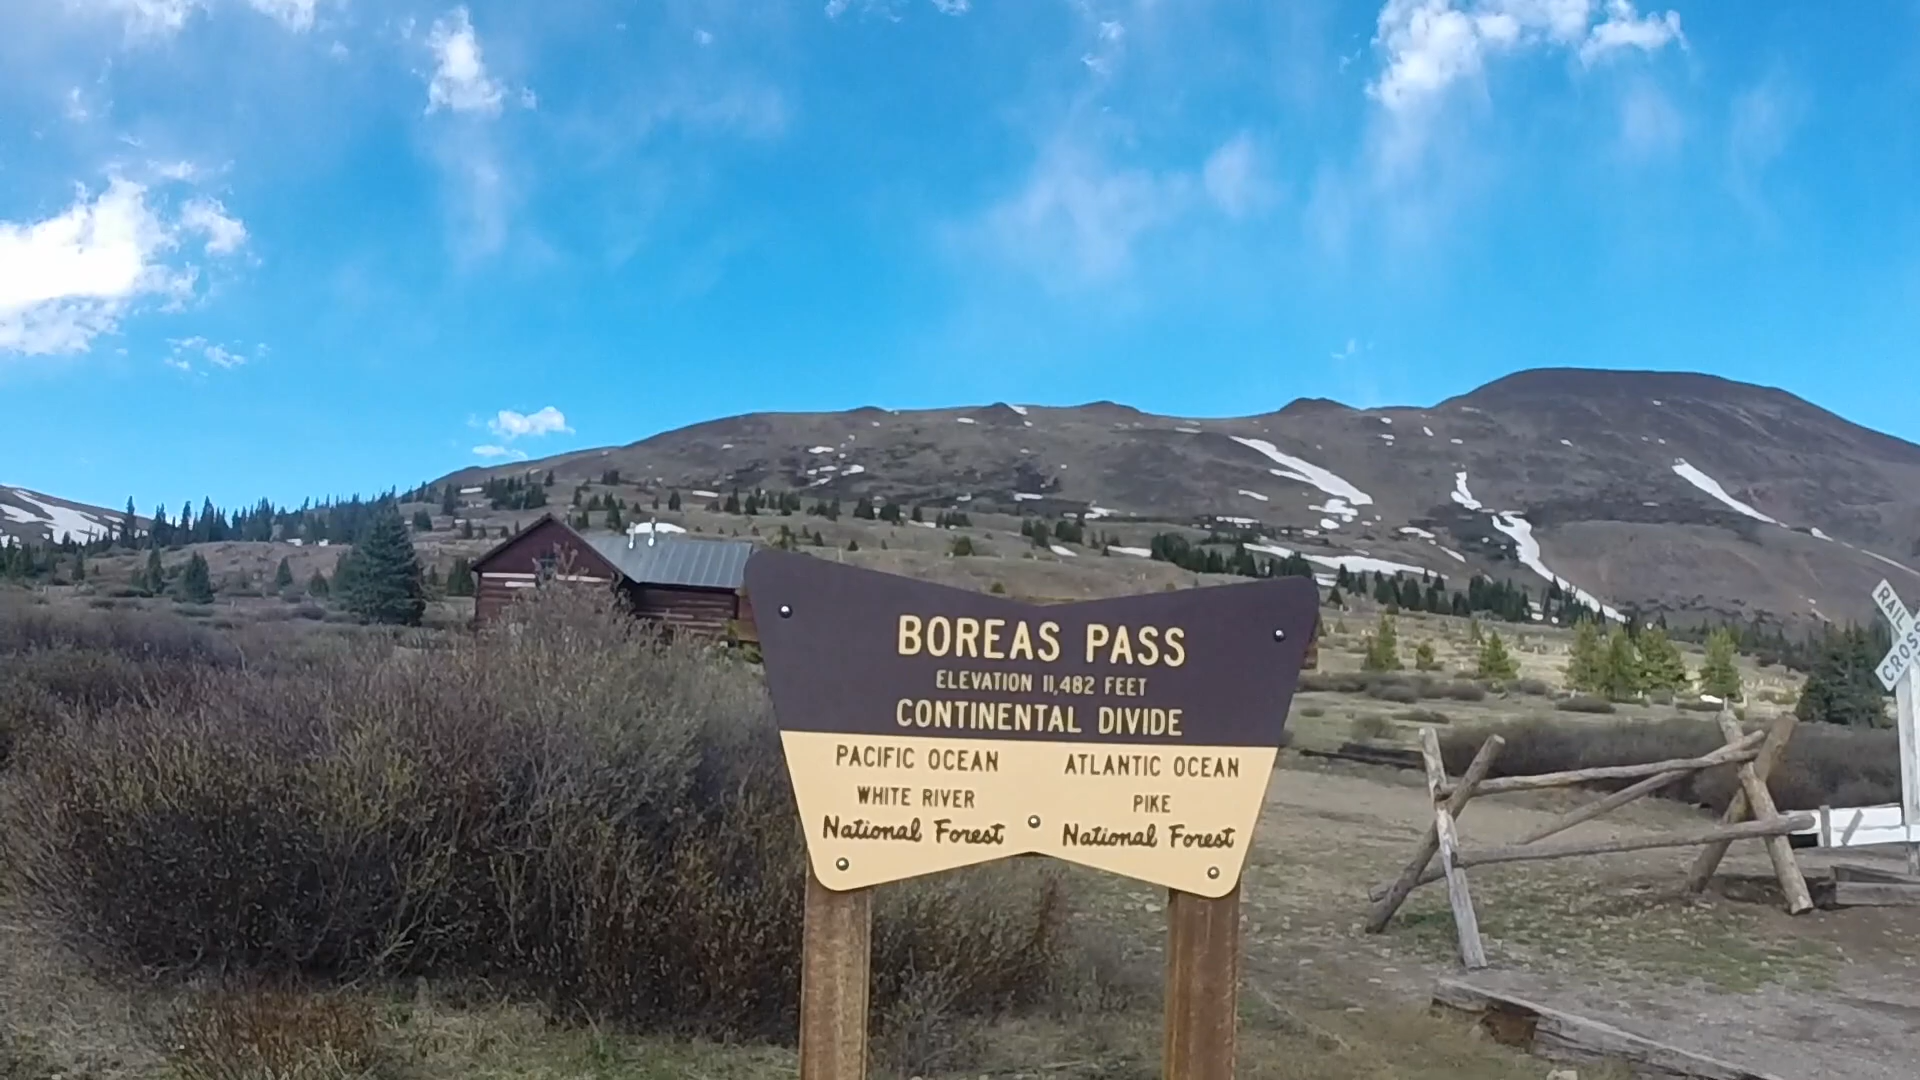 BOREAS PASS
ELEVATION 11,482 FEET
CONTINENTAL DIVIDE
PACIFIC OCEAN
ATLANTIC OCEAN
WHITE RIVER
PIKE
National Forest
National Forest
RAIL